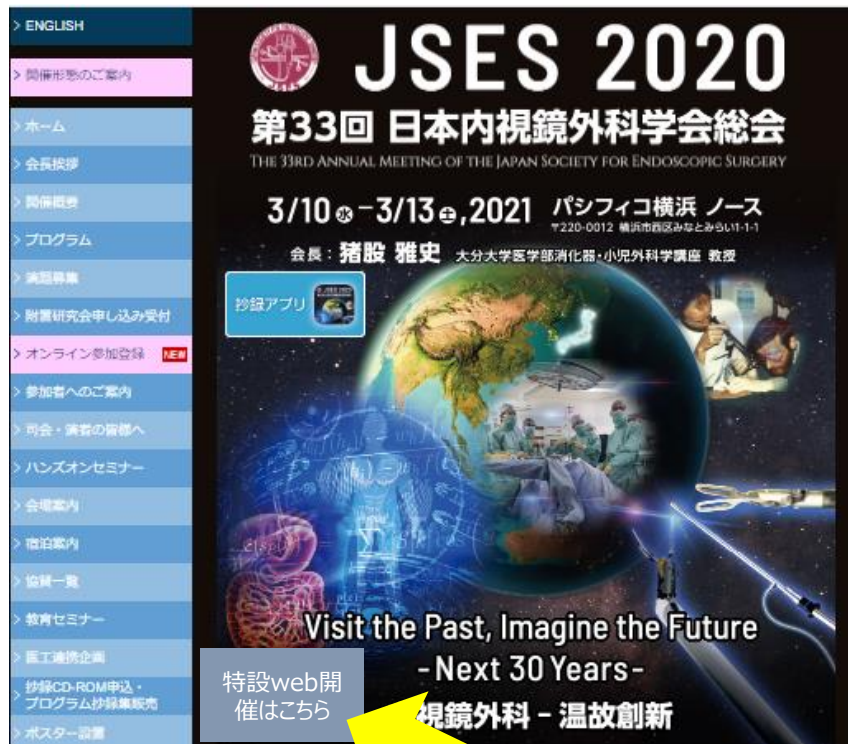 > ENGLISH
> 開催形態のご案内
> ホーム
> 会長挨拶
> 開催概要
> プログラム
> 演題募集
> 附置研究会申し込み受付
> オンライン参加登録 NEW
> 参加者へのご案内
> 司会・演者の皆様へ
> ハンズオンセミナー
> 会場案内
> 宿泊案内
> 協賛一覧
> 教育セミナー
> 医工連携企画
> 抄録CD-ROM申込・
プログラム抄録集販売
> ポスター設置
JSES 2020
第33回 日本内視鏡外科学会総会
THE 33RD ANNUAL MEETING OF THE JAPAN SOCIETY FOR ENDOSCOPIC SURGERY
3/10㊌-3/13㊏,2021 パシフィコ横浜 ノース
〒220-0012 横浜市西区みなとみらい1-1-1
会長:猪股 雅史 大分大学医学部消化器・小児外科学講座 教授
抄録アプリ
JSES 2020
Visit the Past, Imagine the Future
-Next 30 Years-
視鏡外科-温故創新
特設web開
催はこちら